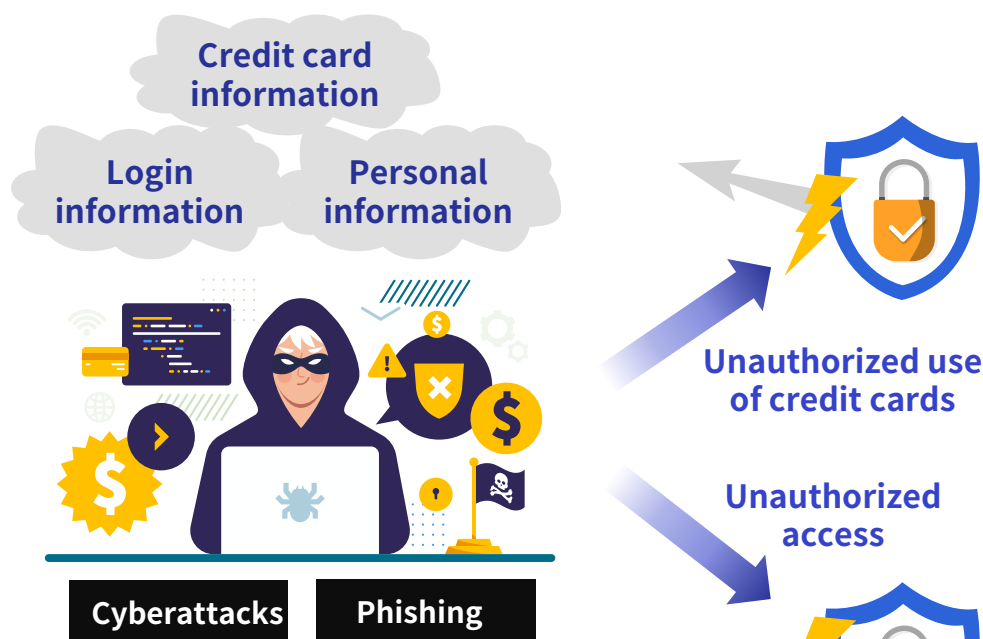 Credit card
information
Login
information
Personal
information
Unauthorized use
of credit cards
Unauthorized
access
Cyberattacks
Phishing